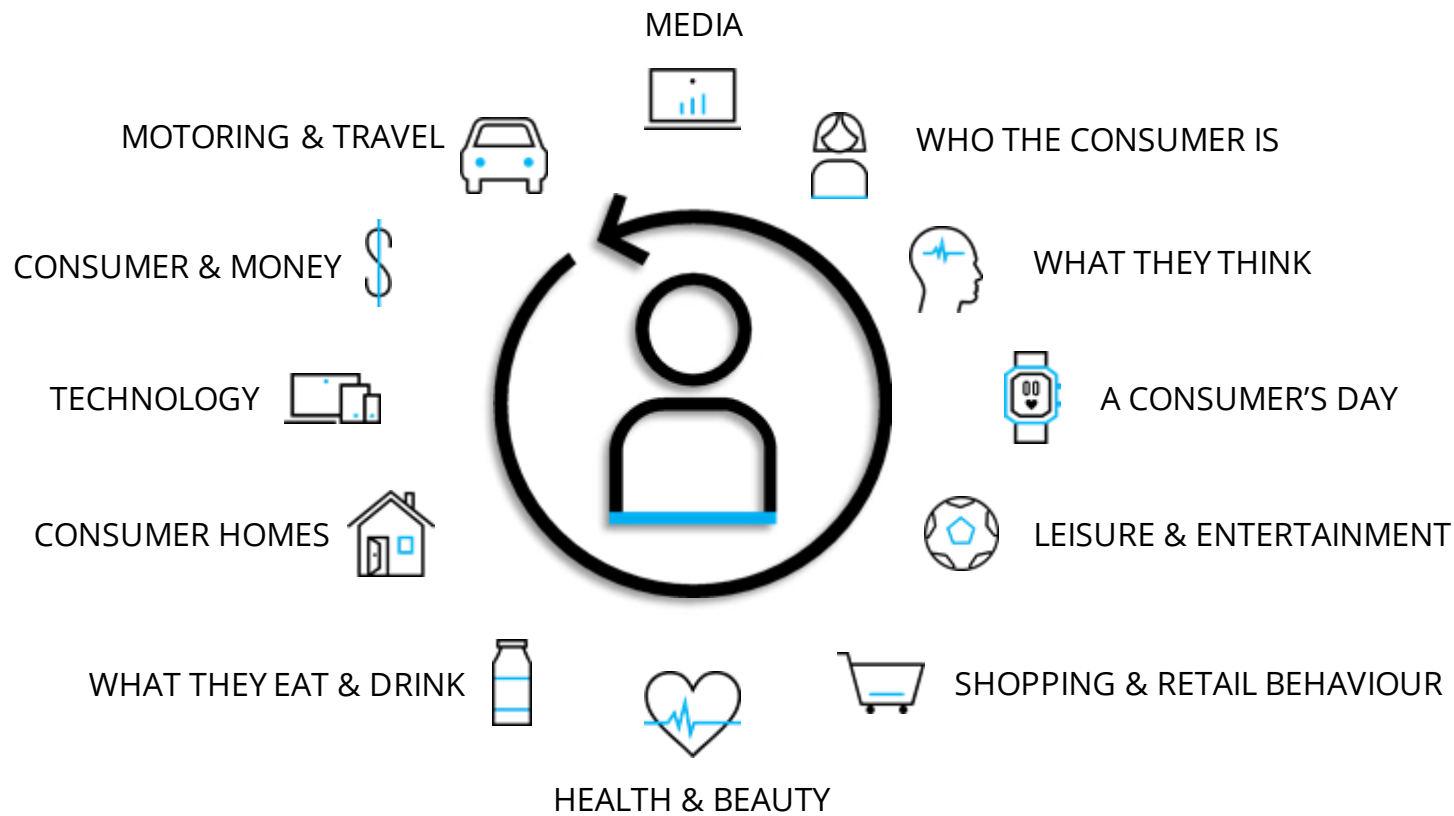 MEDIA
MOTORING & TRAVEL
WHO THE CONSUMER IS
CONSUMER & MONEY
WHAT THEY THINK
TECHNOLOGY
A CONSUMER’S DAY
CONSUMER HOMES
LEISURE & ENTERTAINMENT
WHAT THEY EAT & DRINK
SHOPPING & RETAIL BEHAVIOUR
HEALTH & BEAUTY